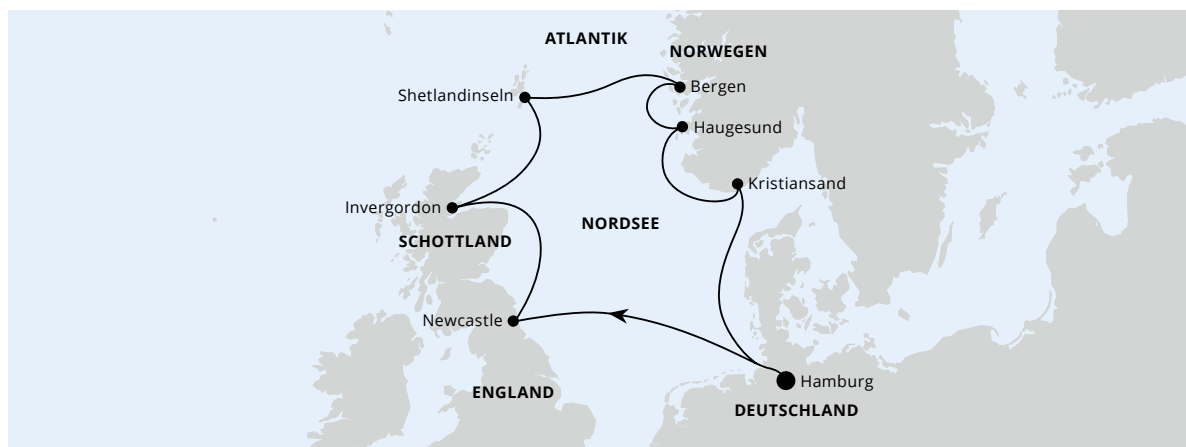 ATLANTIK
NORWEGEN
Bergen
Shetlandinseln
Haugesund
Kristiansand
Invergordon
NORDSEE
SCHOTTLAND
Newcastle
Hamburg
ENGLAND
DEUTSCHLAND